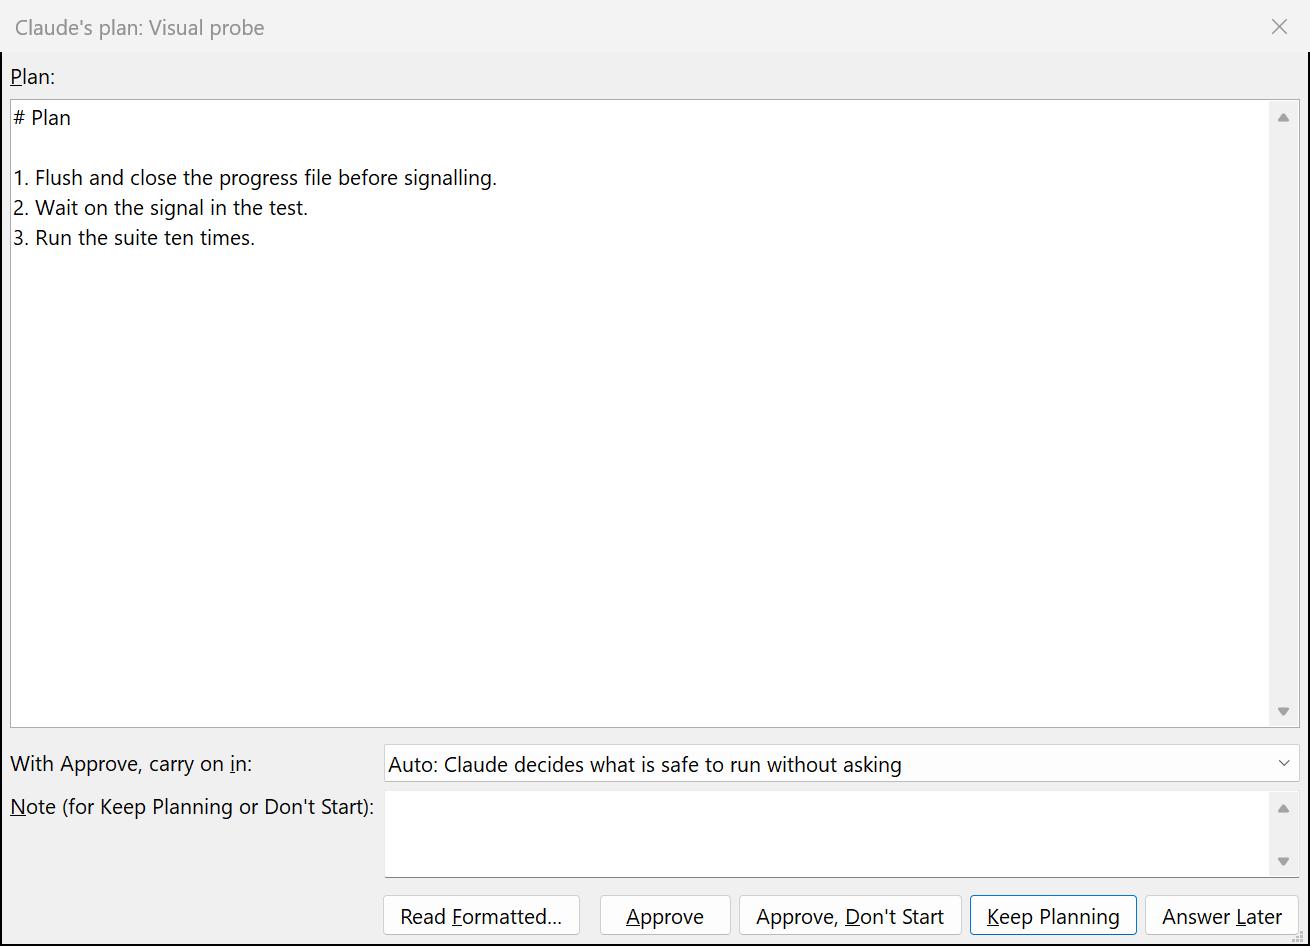 Claude's plan: Visual probe
Plan:
# Plan
1. Flush and close the progress file before signalling.
2. Wait on the signal in the test.
3. Run the suite ten times.
With Approve, carry on in:
Auto: Claude decides what is safe to run without asking
Note (for Keep Planning or Don't Start):
Read Formatted...
Approve
Approve, Don't Start
Keep Planning
Answer Later